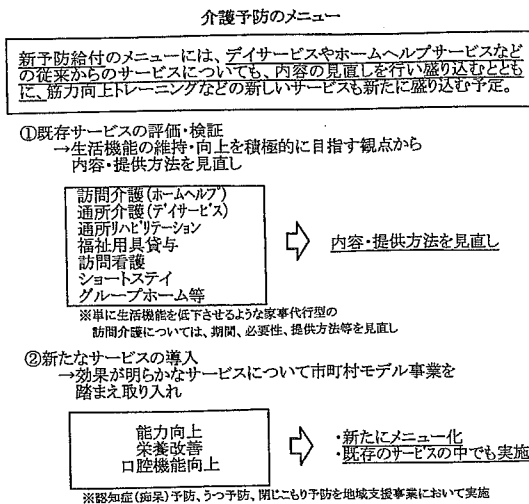 介護予防のメニュー
新予防給付のメニューには、デイサービスやホームヘルプサービスなど
の従来からのサービスについても、内容の見直しを行い盛り込むととも
に、筋力向上トレーニングなどの新しいサービスも新たに盛り込む予定。
①既存サービスの評価・検証
→生活機能の維持・向上を積極的に目指す観点から
内容・提供方法を見直し
訪問介護(ホームヘルプ)
通所介護(デイサービス)
通所リハビリテーション
福祉用具貸与
訪問看護
ショートステイ
グループホーム等
内容・提供方法を見直し
※単に生活機能を低下させるような家事代行型の
訪問介護については、期間、必要性、提供方法等を見直し
②新たなサービスの導入
→効果が明らかなサービスについて市町村モデル事業を
踏まえ取り入れ
能力向上
栄養改善
口腔機能向上
・新たにメニュー化
・既存のサービスの中でも実施
※認知症(痴呆)予防、うつ予防、閉じこもり予防を地域支援事業において実施